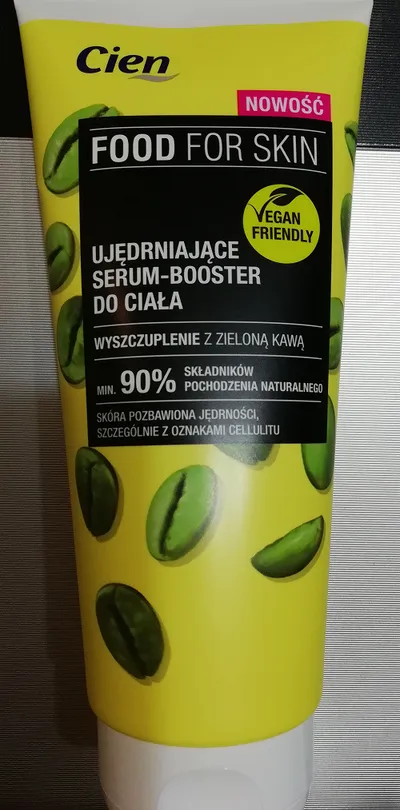 Cien
NOWOŚĆ
FOOD FOR SKIN
VEGAN
FRIENDLY
UJĘDRNIAJĄCE
SERUM-BOOSTER
DO CIAŁA
WYSZCZUPLENIE Z ZIELONĄ KAWĄ
MIN. 90% SKŁADNIKÓW
POCHODZENIA NATURALNEGO
SKÓRA POZBAWIONA JĘDRNOŚCI,
SZCZEGÓLNIE Z OZNAKAMI CELLULITU